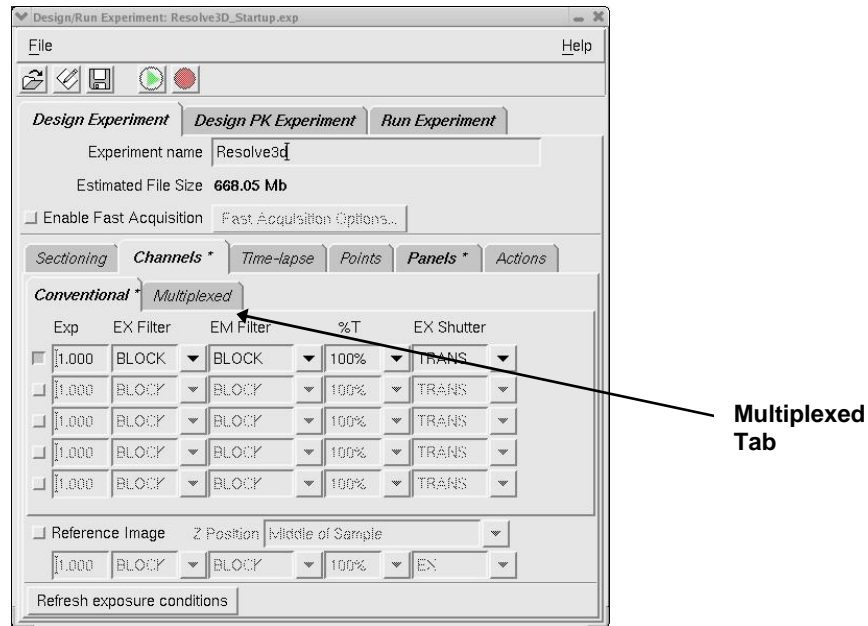 Design/Run Experiment: Resolve3D_Startup.exp
File Help
Design Experiment Design PK Experiment Run Experiment
Experiment name Resolve3d
Estimated File Size 668.05 Mb
Enable Fast Acquisition Fast Acquisition Options...
Sectioning Channels * Time-lapse Points Panels * Actions
Conventional * Multiplexed
Exp EX Filter EM Filter %T EX Shutter
1.000 BLOCK BLOCK 100% TRANS
1.000 BLOCK BLOCK 100% TRANS
1.000 BLOCK BLOCK 100% TRANS
1.000 BLOCK BLOCK 100% TRANS
1.000 BLOCK BLOCK 100% TRANS
Multiplexed
Tab
Reference Image Z Position Middle of Sample
1.000 BLOCK BLOCK 100% EX
Refresh exposure conditions